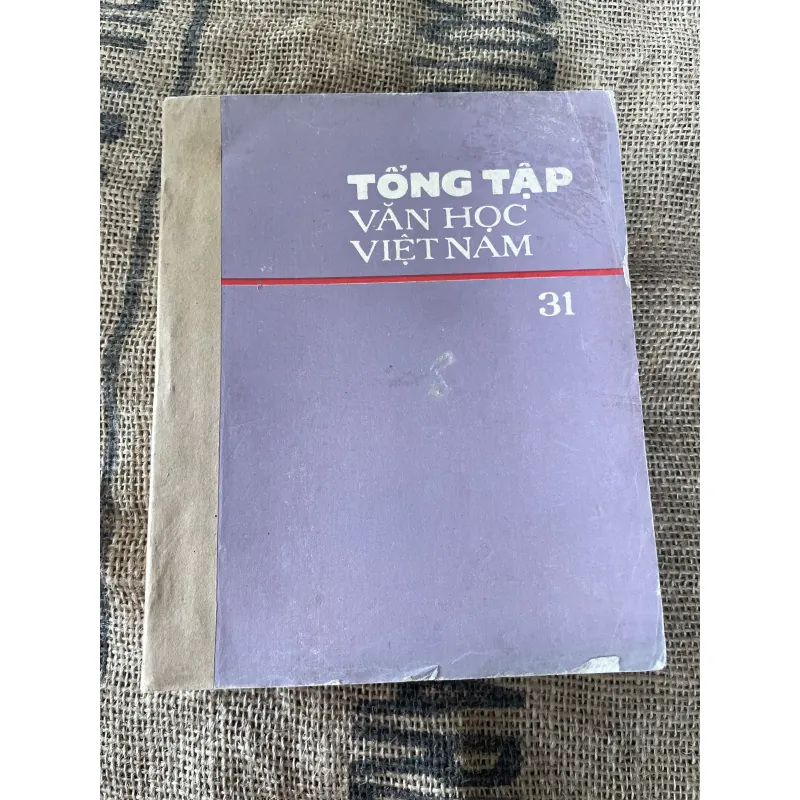 TỔNG TẬP
VĂN HỌC
VIỆT NAM
31